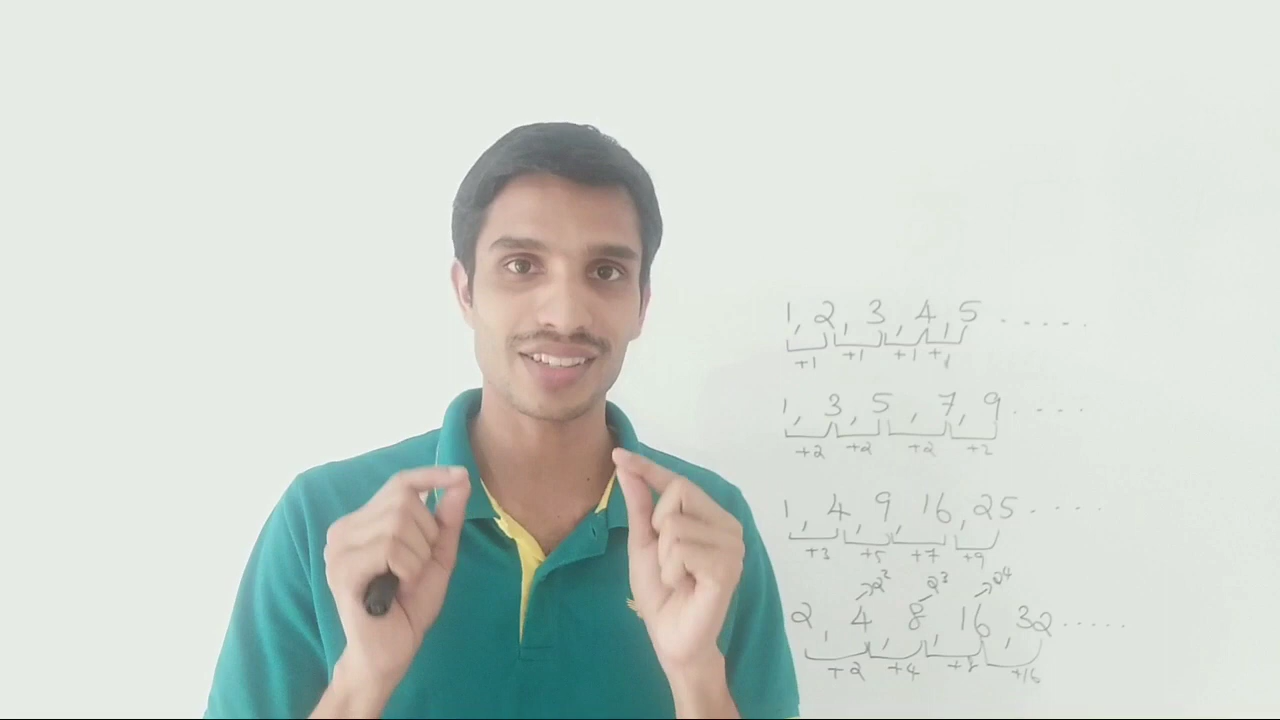 1, 2, 3, 4, 5 .....
+1 +1 +1 +1
1, 3, 5, 7, 9 ....
+2 +2 +2 +2
1, 4, 9, 16, 25 ....
+3 +5 +7 +9
→2² 2³ →2⁴
2, 4, 8, 16, 32 .....
+2 +4 +8 +16